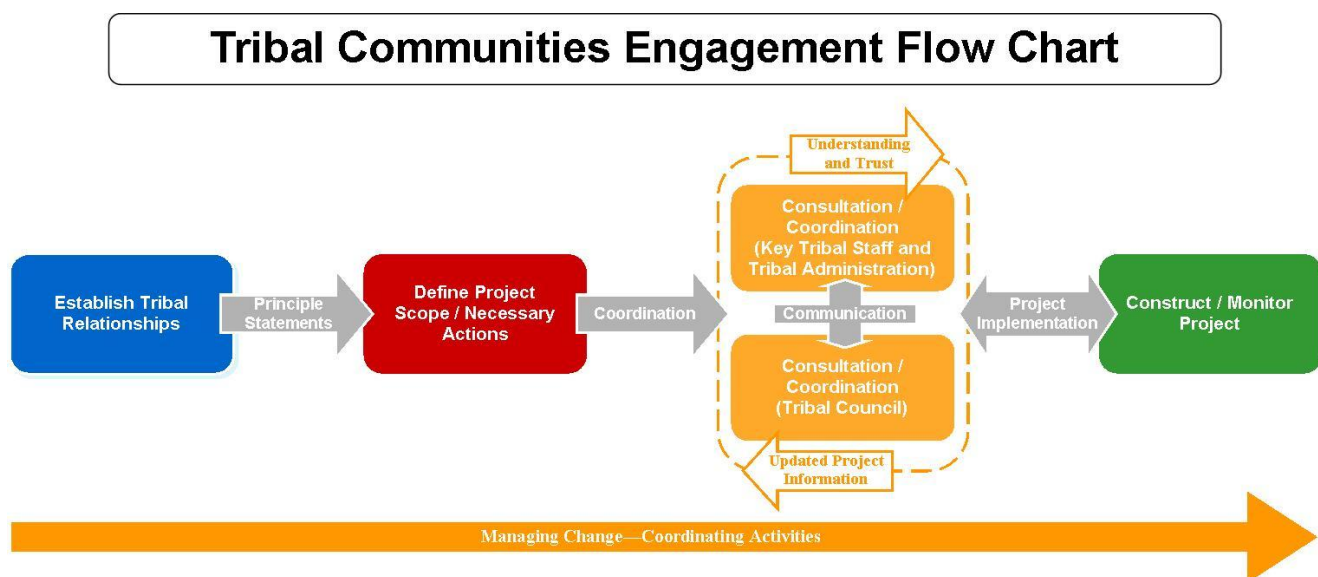 Tribal Communities Engagement Flow Chart
Understanding
and Trust
Consultation /
Coordination
(Key Tribal Staff and
Tribal Administration)
Establish Tribal
Relationships
Principle
Statements
Define Project
Scope / Necessary
Actions
Coordination
Communication
Project
Implementation
Construct / Monitor
Project
Consultation /
Coordination
(Tribal Council)
Updated Project
Information
Managing Change—Coordinating Activities